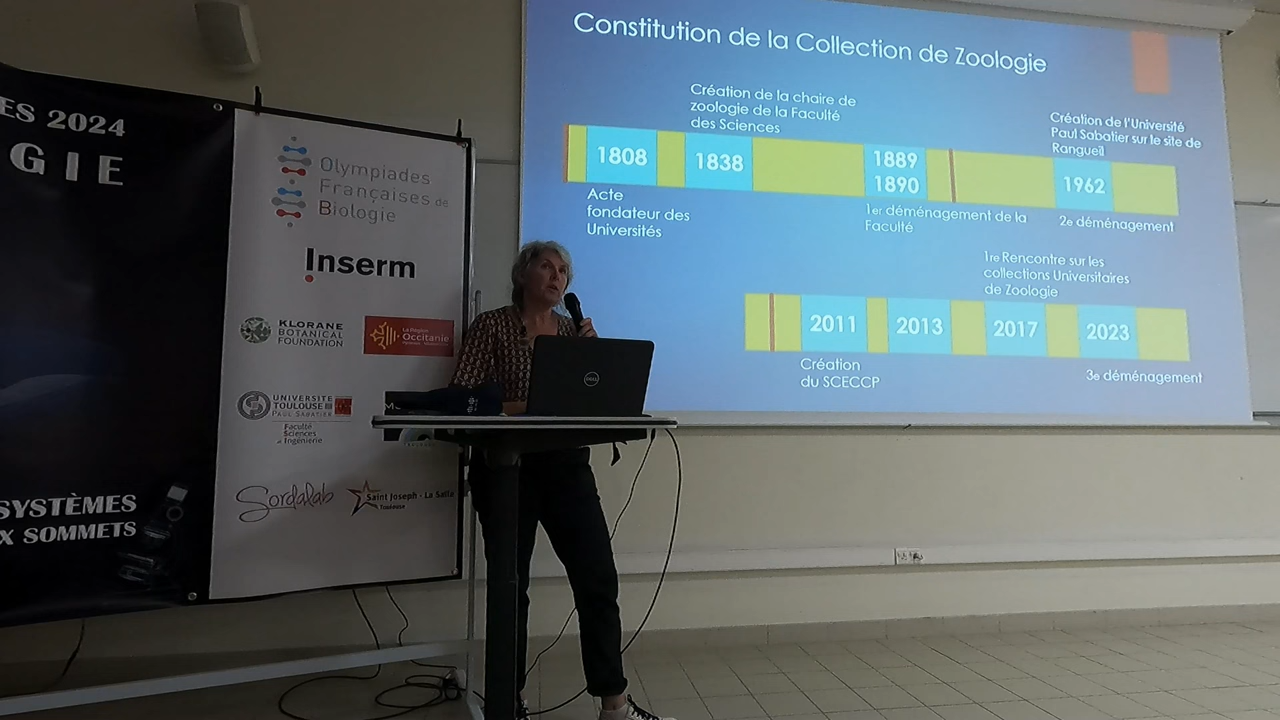 ES 2024
GIE
SYSTÈMES
X SOMMETS
Olympiades
Françaises de
Biologie
Inserm
KLORANE
BOTANICAL
FOUNDATION
La Région
Occitanie
UNIVERSITÉ
TOULOUSE III
PAUL SABATIER
Faculté
Sciences
et Ingénierie
Sordalab
Saint Joseph - La Salle
Toulouse
DELL
Constitution de la Collection de Zoologie
Création de la chaire de
zoologie de la Faculté
des Sciences
Création de l'Université
Paul Sabatier sur le site de
Rangueil
1808
1838
1889
1890
1962
Acte
fondateur des
Universités
1er déménagement de la
Faculté
2e déménagement
1re Rencontre sur les
collections Universitaires
de Zoologie
2011
2013
2017
2023
Création
du SCECCP
3e déménagement